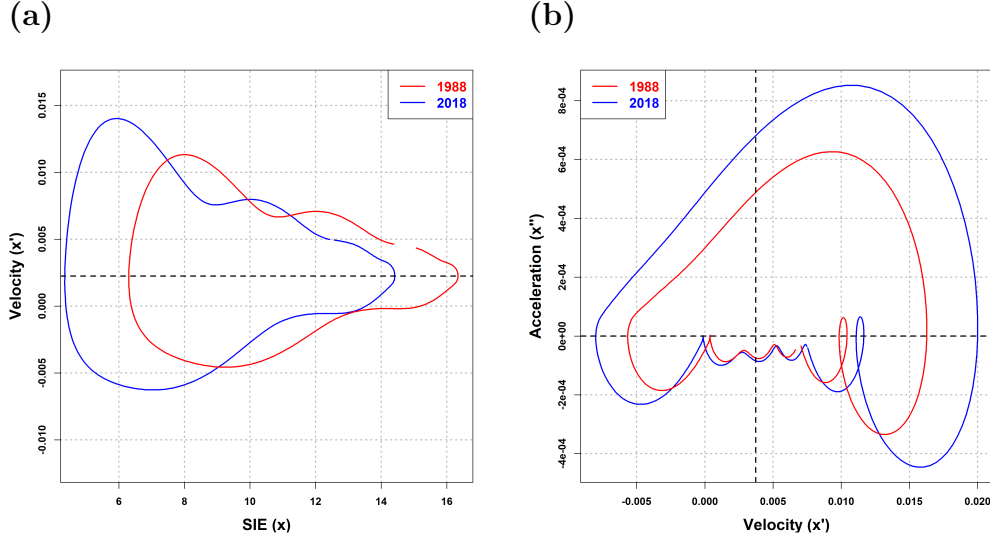 (a)
(b)
1988
2018
Velocity (x')
0.015
0.010
0.005
0.000
-0.005
-0.010
6 8 10 12 14 16
SIE (x)
1988
2018
Acceleration (x'')
8e-04
6e-04
4e-04
2e-04
0e+00
-2e-04
-4e-04
-0.005 0.000 0.005 0.010 0.015 0.020
Velocity (x')